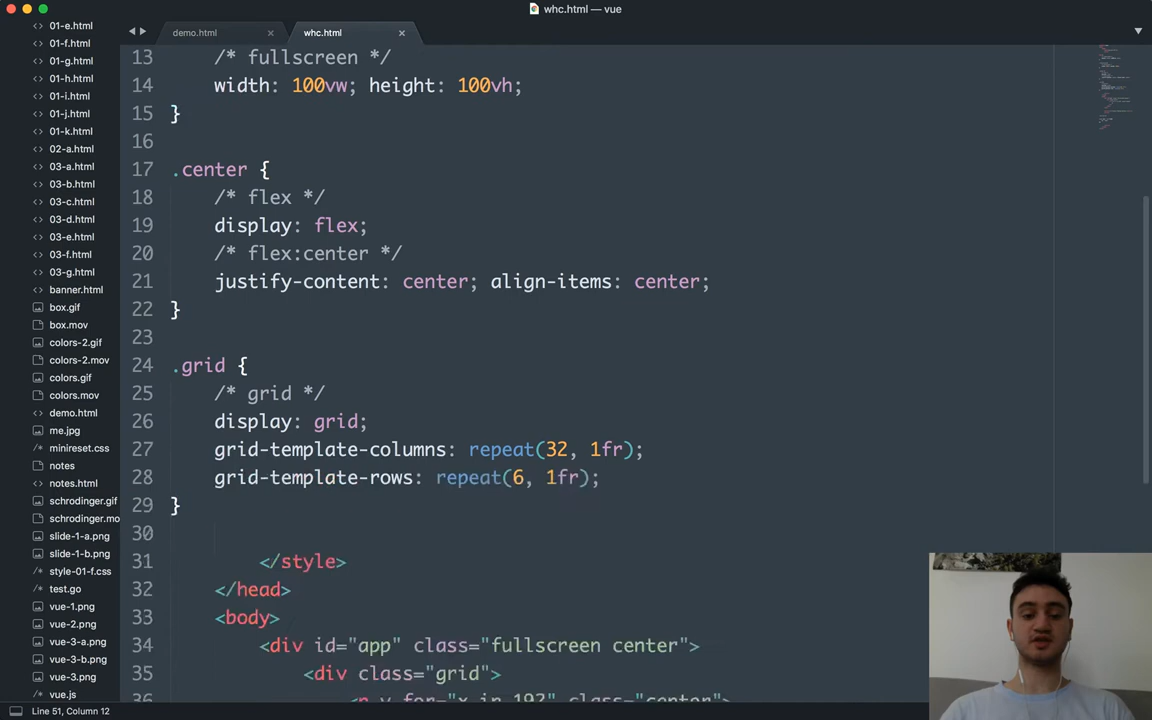 whc.html — vue
demo.html
whc.html
01-e.html
01-f.html
01-g.html
01-h.html
01-i.html
01-j.html
01-k.html
02-a.html
03-a.html
03-b.html
03-c.html
03-d.html
03-e.html
03-f.html
03-g.html
banner.html
box.gif
box.mov
colors-2.gif
colors-2.mov
colors.gif
colors.mov
demo.html
me.jpg
minireset.css
notes
notes.html
schrodinger.gif
schrodinger.mo
slide-1-a.png
slide-1-b.png
style-01-f.css
test.go
vue-1.png
vue-2.png
vue-3-a.png
vue-3-b.png
vue-3.png
vue.js
13 /* fullscreen */
14 width: 100vw; height: 100vh;
15 }
16
17 .center {
18 /* flex */
19 display: flex;
20 /* flex:center */
21 justify-content: center; align-items: center;
22 }
23
24 .grid {
25 /* grid */
26 display: grid;
27 grid-template-columns: repeat(32, 1fr);
28 grid-template-rows: repeat(6, 1fr);
29 }
30
31 </style>
32 </head>
33 <body>
34 <div id="app" class="fullscreen center">
35 <div class="grid">
36 <p v-for="x in 192" class="center">
Line 51, Column 12